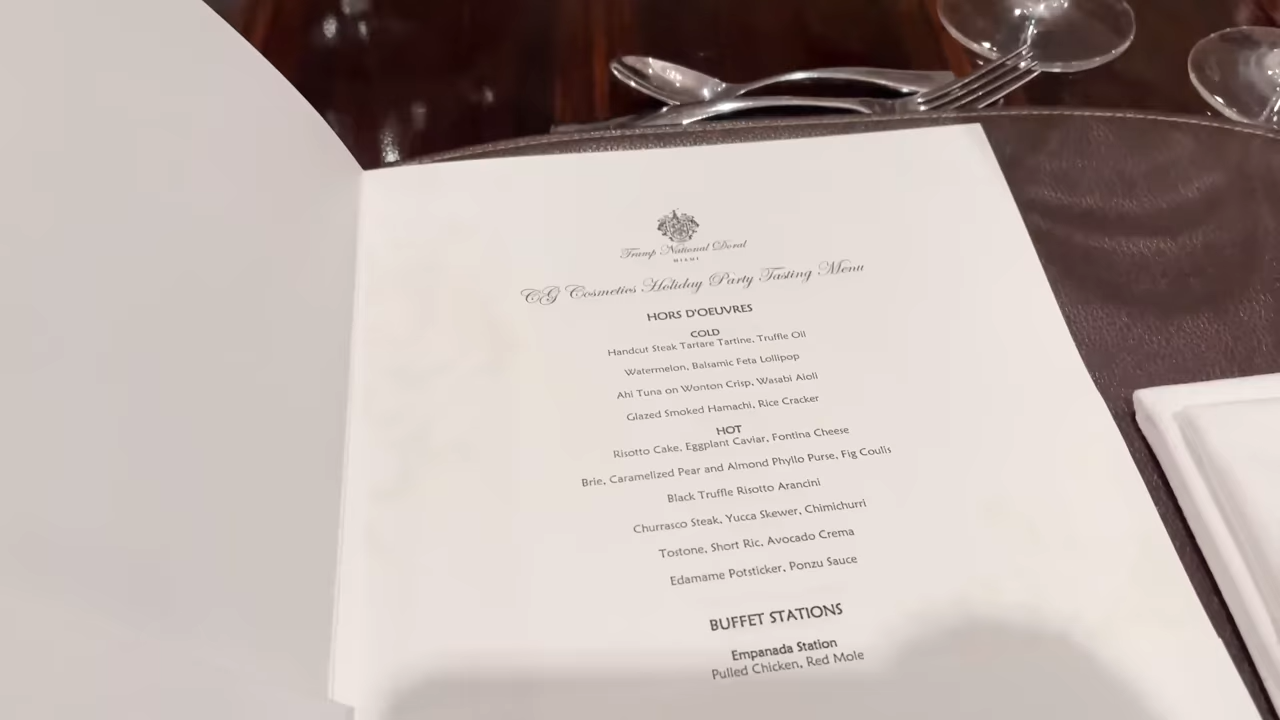 Trump National Doral
MIAMI
CG Cosmetics Holiday Party Tasting Menu
HORS D'OEUVRES
COLD
Handcut Steak Tartare Tartine, Truffle Oil
Watermelon, Balsamic Feta Lollipop
Ahi Tuna on Wonton Crisp, Wasabi Aioli
Glazed Smoked Hamachi, Rice Cracker
HOT
Risotto Cake, Eggplant Caviar, Fontina Cheese
Brie, Caramelized Pear and Almond Phyllo Purse, Fig Coulis
Black Truffle Risotto Arancini
Churrasco Steak, Yucca Skewer, Chimichurri
Tostone, Short Ric, Avocado Crema
Edamame Potsticker, Ponzu Sauce
BUFFET STATIONS
Empanada Station
Pulled Chicken, Red Mole